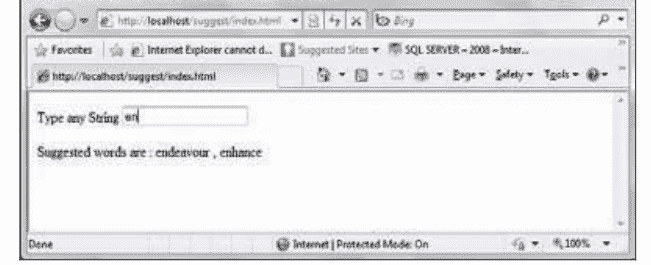 http://localhost/suggest/index.html
Bing
Favorites
Internet Explorer cannot d...
Suggested Sites
SQL SERVER – 2008 – Inter...
http://localhost/suggest/index.html
Page Safety Tools
Type any String en
Suggested words are : endeavour , enhance
Done
Internet | Protected Mode: On
100%